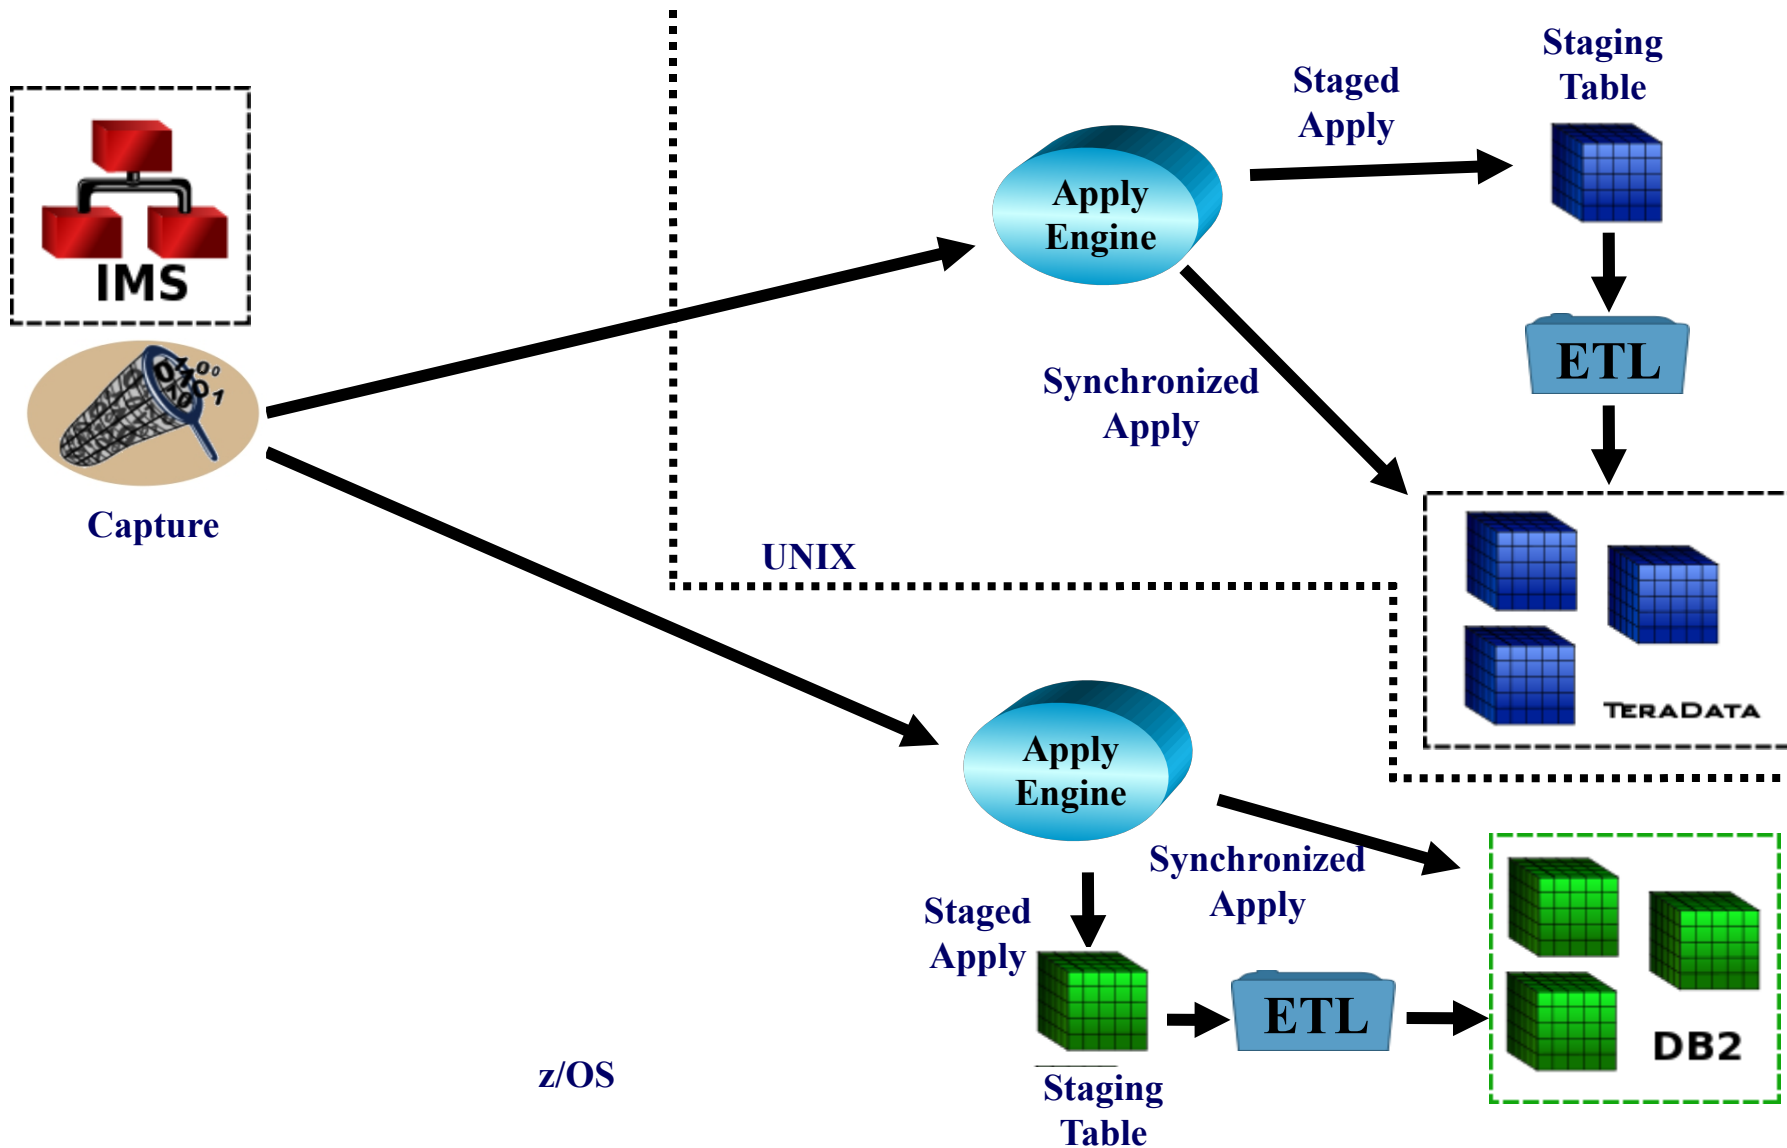 Staging
Table
Staged
Apply
Apply
Engine
IMS
ETL
Synchronized
Apply
Capture
UNIX
TERADATA
Apply
Engine
Synchronized
Apply
Staged
Apply
ETL
DB2
z/OS
Staging
Table